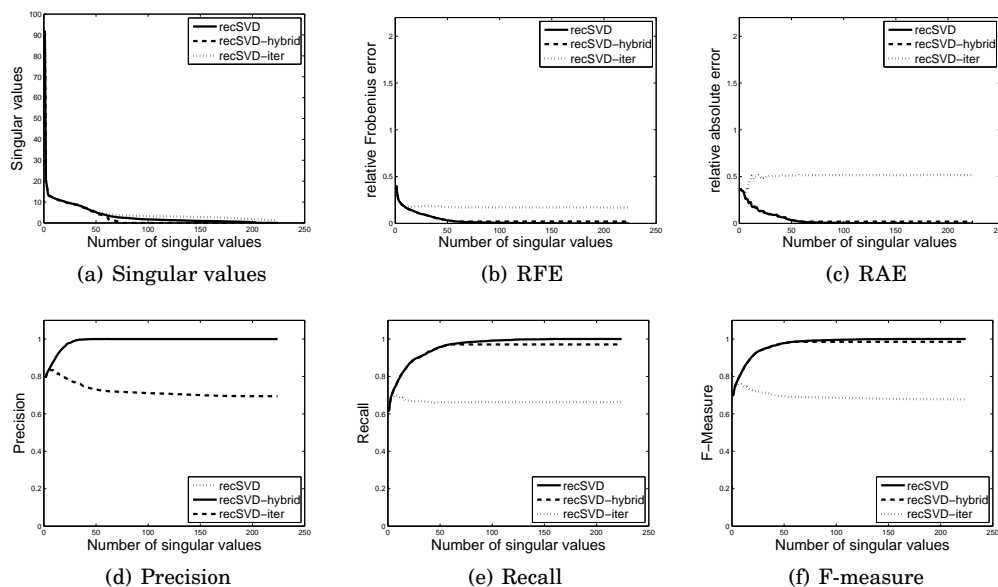 100
90
80
70
60
50
40
30
20
10
0
0 50 100 150 200 250
Singular values
Number of singular values
recSVD
recSVD−hybrid
recSVD−iter
(a) Singular values
2
1.5
1
0.5
0
0 50 100 150 200 250
relative Frobenius error
Number of singular values
recSVD
recSVD−hybrid
recSVD−iter
(b) RFE
2
1.5
1
0.5
0
0 50 100 150 200 250
relative absolute error
Number of singular values
recSVD
recSVD−hybrid
recSVD−iter
(c) RAE
1
0.8
0.6
0.4
0.2
0
0 50 100 150 200 250
Precision
Number of singular values
recSVD
recSVD−hybrid
recSVD−iter
(d) Precision
1
0.8
0.6
0.4
0.2
0
0 50 100 150 200 250
Recall
Number of singular values
recSVD
recSVD−hybrid
recSVD−iter
(e) Recall
1
0.8
0.6
0.4
0.2
0
0 50 100 150 200 250
F−Measure
Number of singular values
recSVD
recSVD−hybrid
recSVD−iter
(f) F-measure